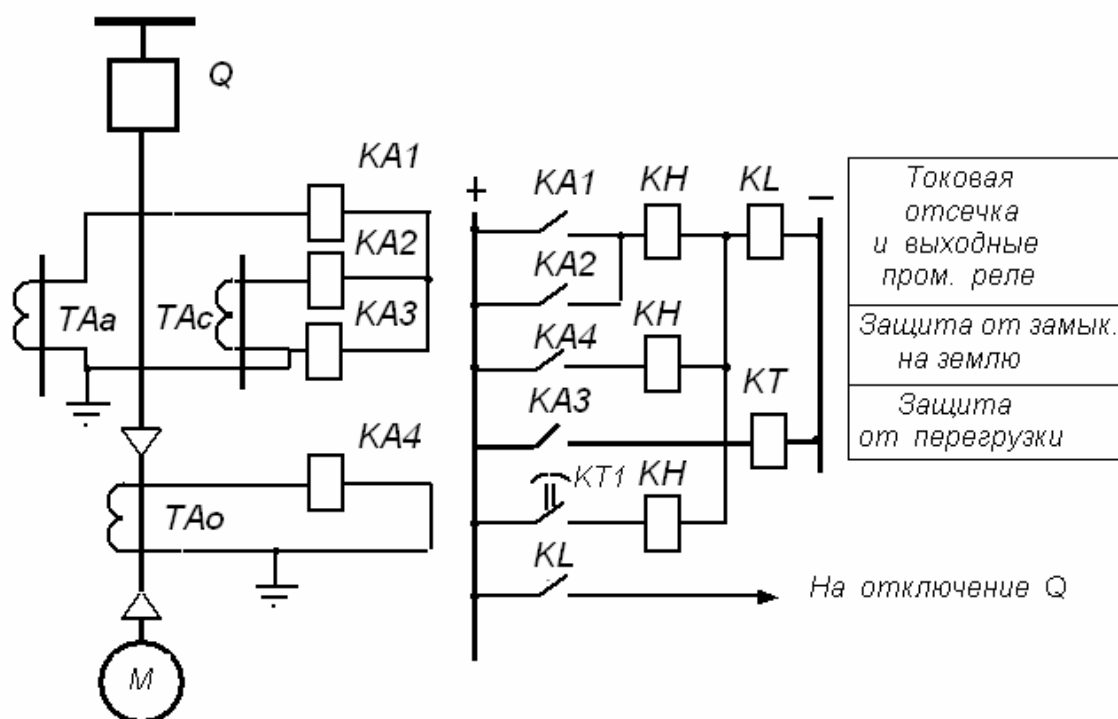 Q
KA1
KA2
KA3
TAa
TAc
KA4
TAo
M
+
KA1
KH
KL
–
KA2
KA4
KH
KA3
KT
KT1
KH
KL
На отключение Q
Токовая
отсечка
и выходные
пром. реле
Защита от замык.
на землю
Защита
от перегрузки